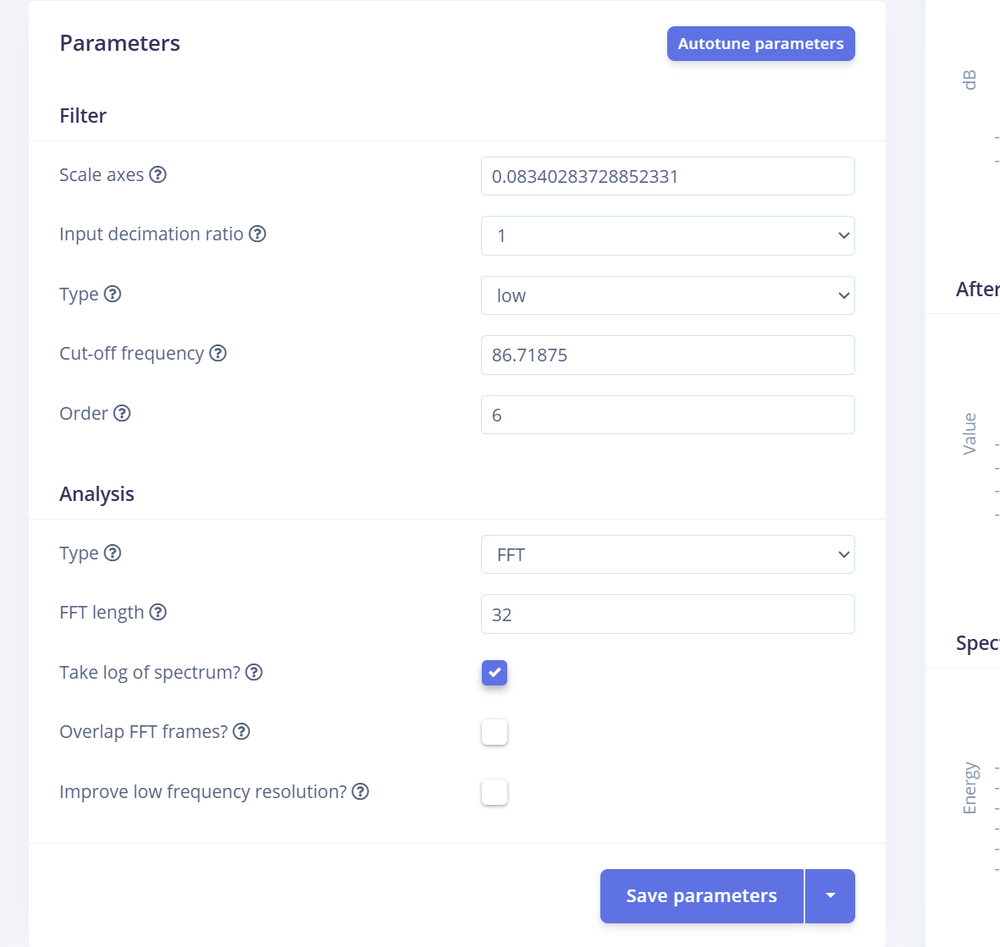 Parameters
Autotune parameters
Filter
Scale axes
0.08340283728852331
Input decimation ratio
1
Type
low
Cut-off frequency
86.71875
Order
6
Analysis
Type
FFT
FFT length
32
Take log of spectrum?
Overlap FFT frames?
Improve low frequency resolution?
Save parameters
dB
After
Value
Spec
Energy